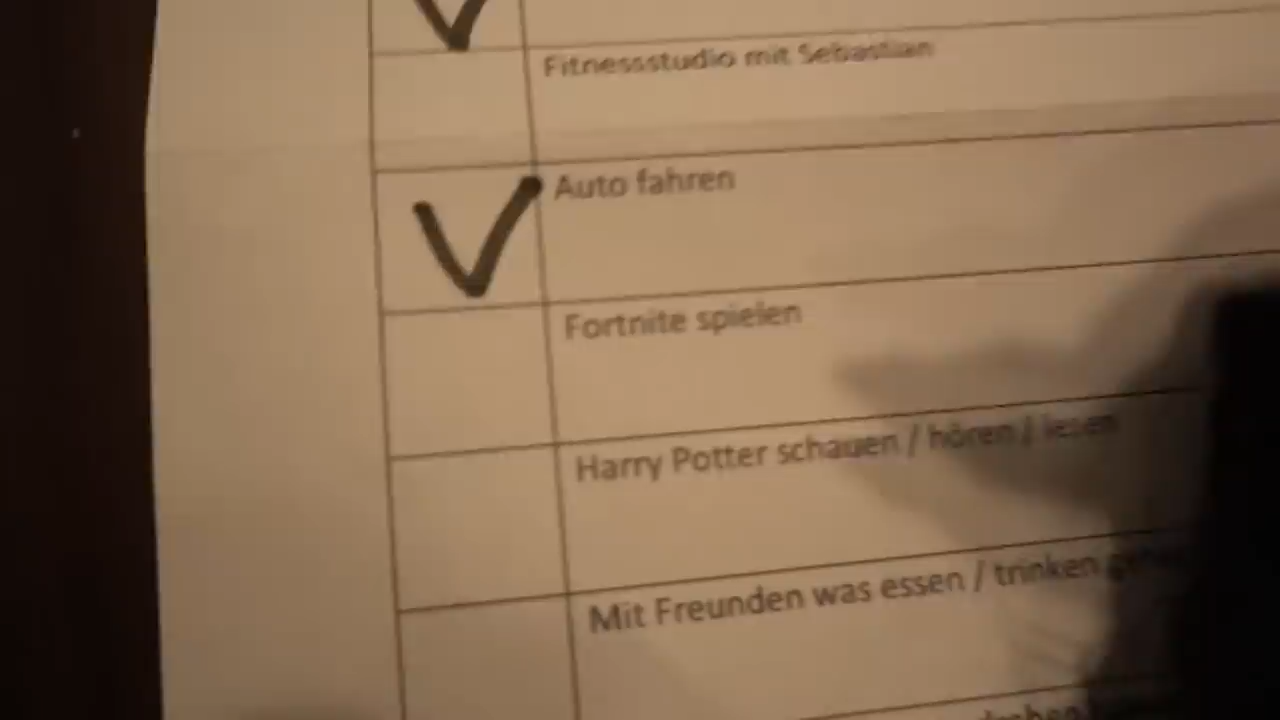 Fitnessstudio mit Sebastian
Auto fahren
Fortnite spielen
Harry Potter schauen / hören / lesen
Mit Freunden was essen / trinken